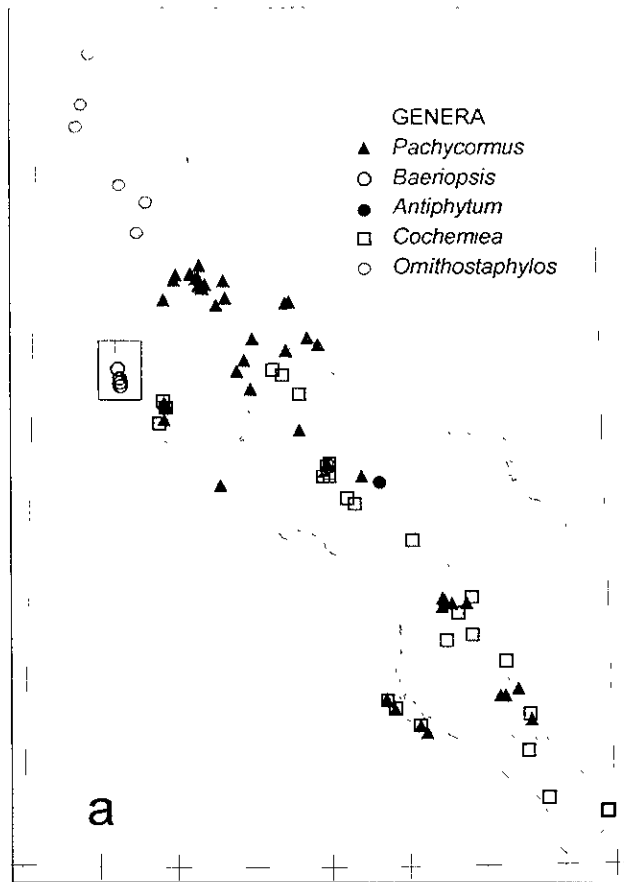 GENERA
Pachycormus
Baeriopsis
Antiphytum
Cochemiea
Ornithostaphylos
a